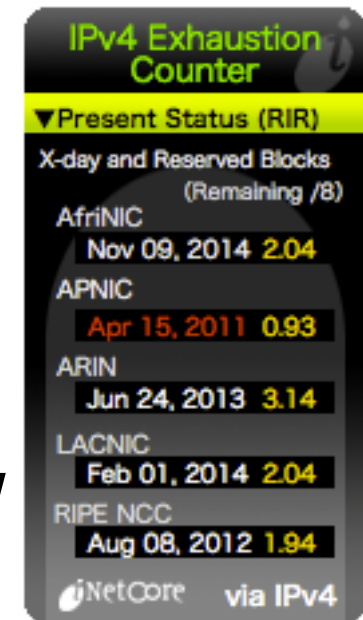 IPv4 Exhaustion
Counter
▼Present Status (RIR)
X-day and Reserved Blocks
(Remaining /8)
AfriNIC
Nov 09, 2014 2.04
APNIC
Apr 15, 2011 0.93
ARIN
Jun 24, 2013 3.14
LACNIC
Feb 01, 2014 2.04
RIPE NCC
Aug 08, 2012 1.94
iNetCore via IPv4